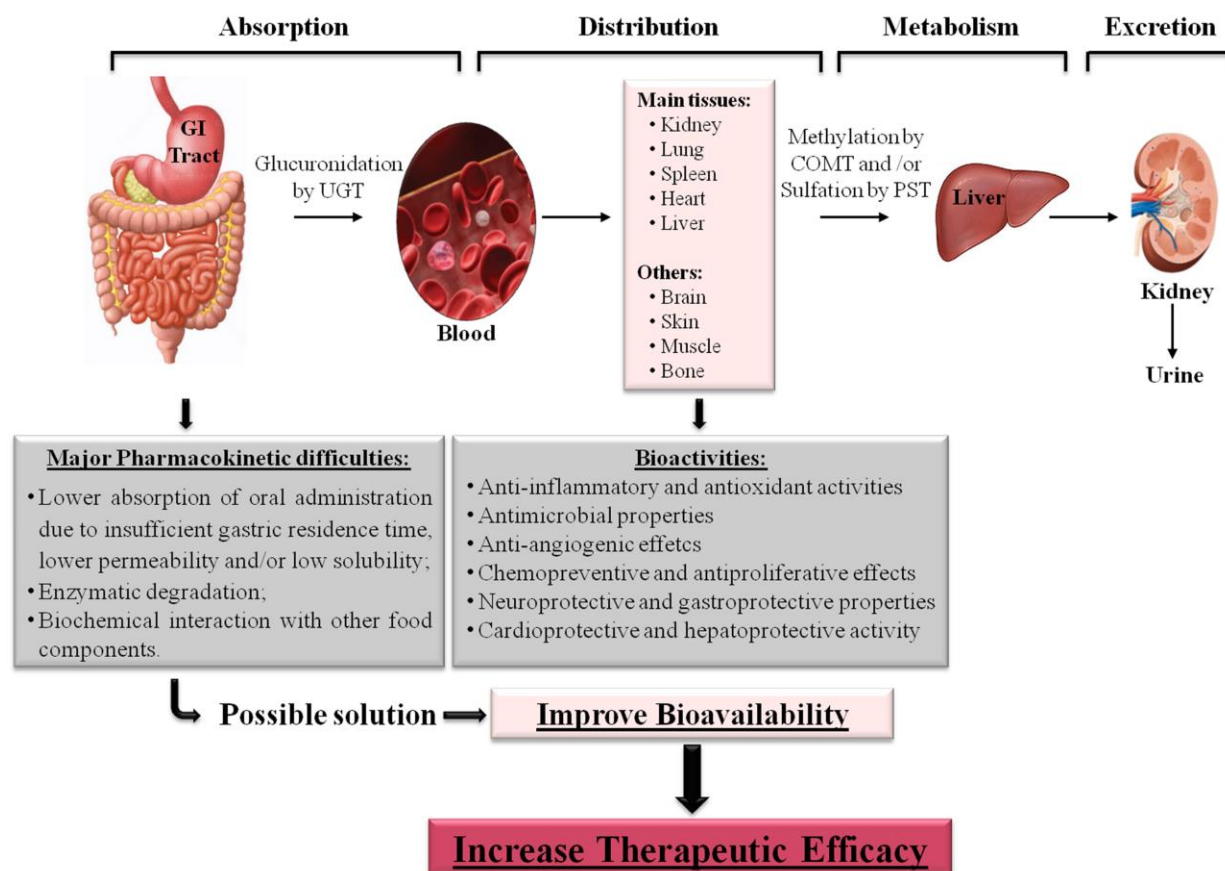 Absorption
Distribution
Metabolism
Excretion
GI
Tract
Glucuronidation
by UGT
Blood
Main tissues:
• Kidney
• Lung
• Spleen
• Heart
• Liver
Others:
• Brain
• Skin
• Muscle
• Bone
Methylation by
COMT and /or
Sulfation by PST
Liver
Kidney
Urine
Major Pharmacokinetic difficulties:
• Lower absorption of oral administration
due to insufficient gastric residence time,
lower permeability and/or low solubility;
• Enzymatic degradation;
• Biochemical interaction with other food
components.
Bioactivities:
• Anti-inflammatory and antioxidant activities
• Antimicrobial properties
• Anti-angiogenic effetcs
• Chemopreventive and antiproliferative effects
• Neuroprotective and gastroprotective properties
• Cardioprotective and hepatoprotective activity
Possible solution
Improve Bioavailability
Increase Therapeutic Efficacy